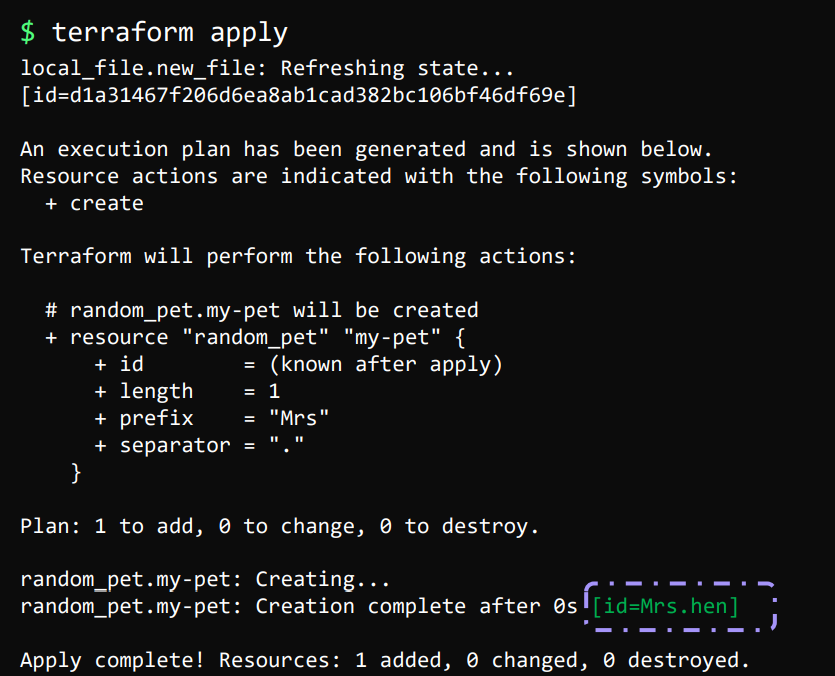 $ terraform apply
local_file.new_file: Refreshing state...
[id=d1a31467f206d6ea8ab1cad382bc106bf46df69e]
An execution plan has been generated and is shown below.
Resource actions are indicated with the following symbols:
+ create
Terraform will perform the following actions:
# random_pet.my-pet will be created
+ resource "random_pet" "my-pet" {
+ id = (known after apply)
+ length = 1
+ prefix = "Mrs"
+ separator = "."
}
Plan: 1 to add, 0 to change, 0 to destroy.
random_pet.my-pet: Creating...
random_pet.my-pet: Creation complete after 0s [id=Mrs.hen]
Apply complete! Resources: 1 added, 0 changed, 0 destroyed.